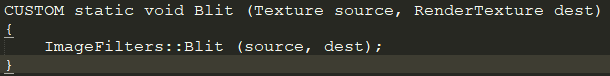 CUSTOM static void Blit (Texture source, RenderTexture dest)
{
    ImageFilters::Blit (source, dest);
}